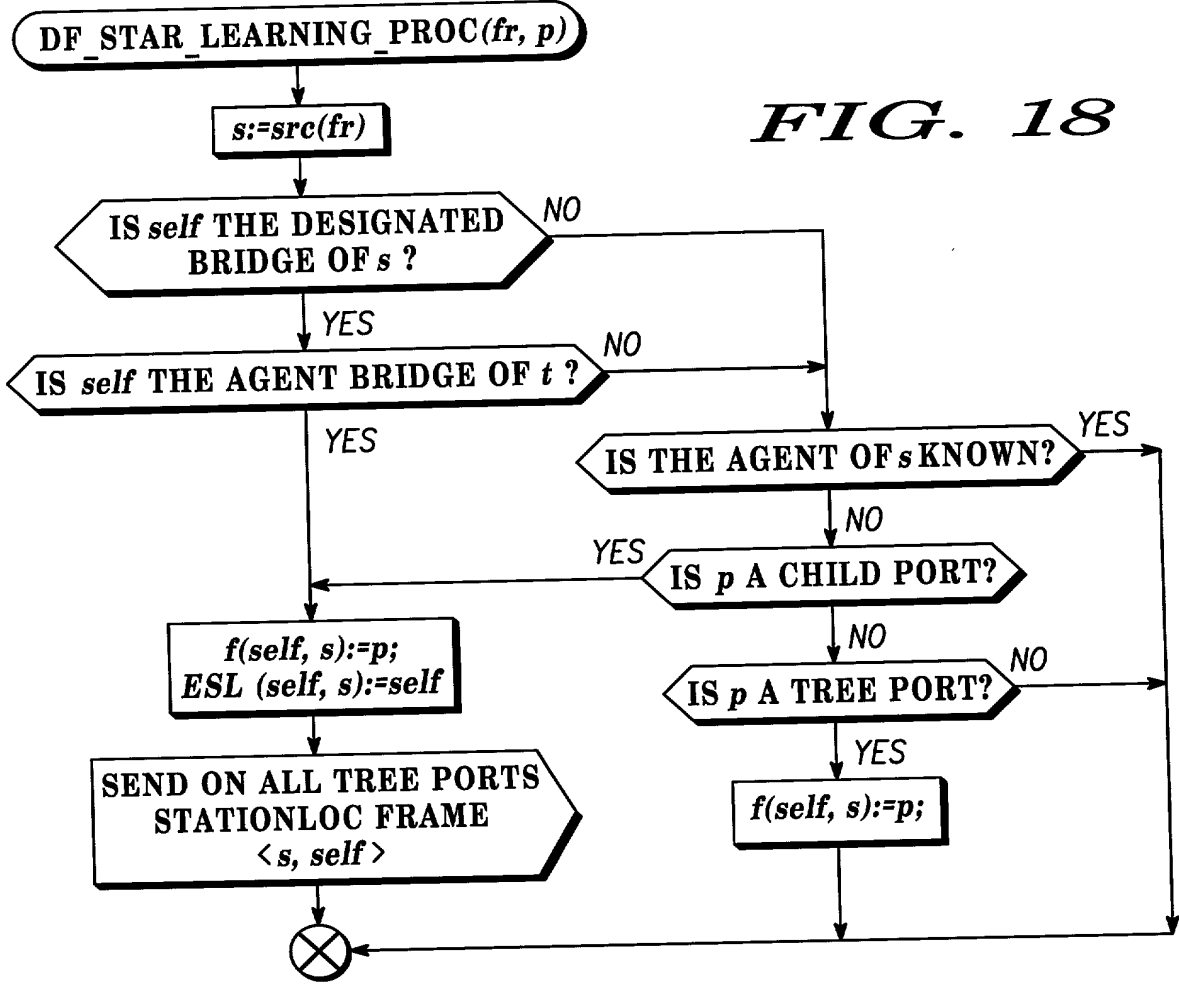 DF_STAR_LEARNING_PROC(fr, p)
FIG. 18
s:=src(fr)
IS self THE DESIGNATED
BRIDGE OF s ?
NO
YES
IS self THE AGENT BRIDGE OF t ?
NO
YES
IS THE AGENT OF s KNOWN?
YES
NO
IS p A CHILD PORT?
YES
NO
IS p A TREE PORT?
NO
YES
f(self, s):=p;
ESL (self, s):=self
SEND ON ALL TREE PORTS
STATIONLOC FRAME
<s, self>
f(self, s):=p;